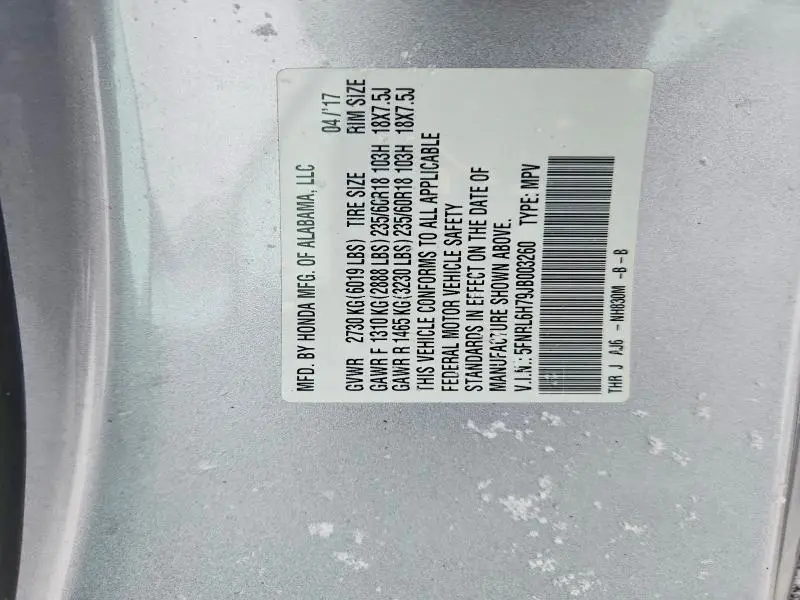 MFD. BY HONDA MFG. OF ALABAMA, LLC 04/'17
GVWR 2730 KG(6019 LBS) TIRE SIZE RIM SIZE
GAWR F 1310 KG(2888 LBS) 235/60R18 103H 18X7.5J
GAWR R 1465 KG(3230 LBS) 235/60R18 103H 18X7.5J
THIS VEHICLE CONFORMS TO ALL APPLICABLE
FEDERAL MOTOR VEHICLE SAFETY
STANDARDS IN EFFECT ON THE DATE OF
MANUFACTURE SHOWN ABOVE.
V.I.N.: 5FNRL6H79JB003260 TYPE: MPV
THR J AJ6 - NH830M -B-B